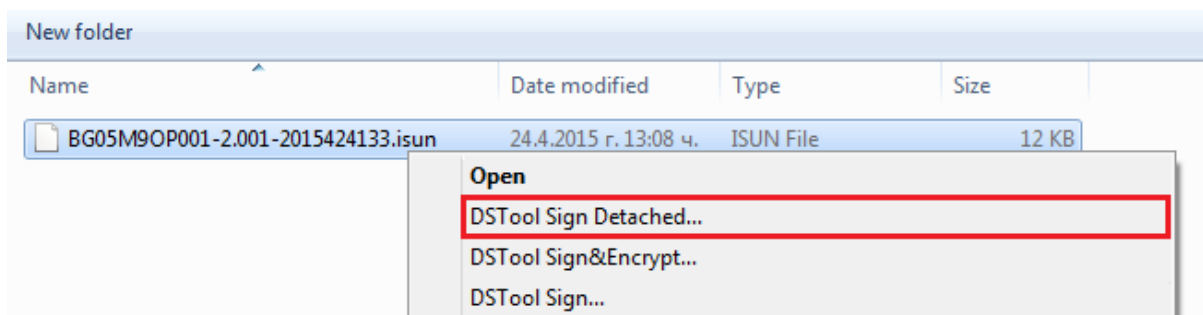 New folder
Name Date modified Type Size
BG05M9OP001-2.001-2015424133.isun 24.4.2015 г. 13:08 ч. ISUN File 12 KB
Open
DSTool Sign Detached...
DSTool Sign&Encrypt...
DSTool Sign...